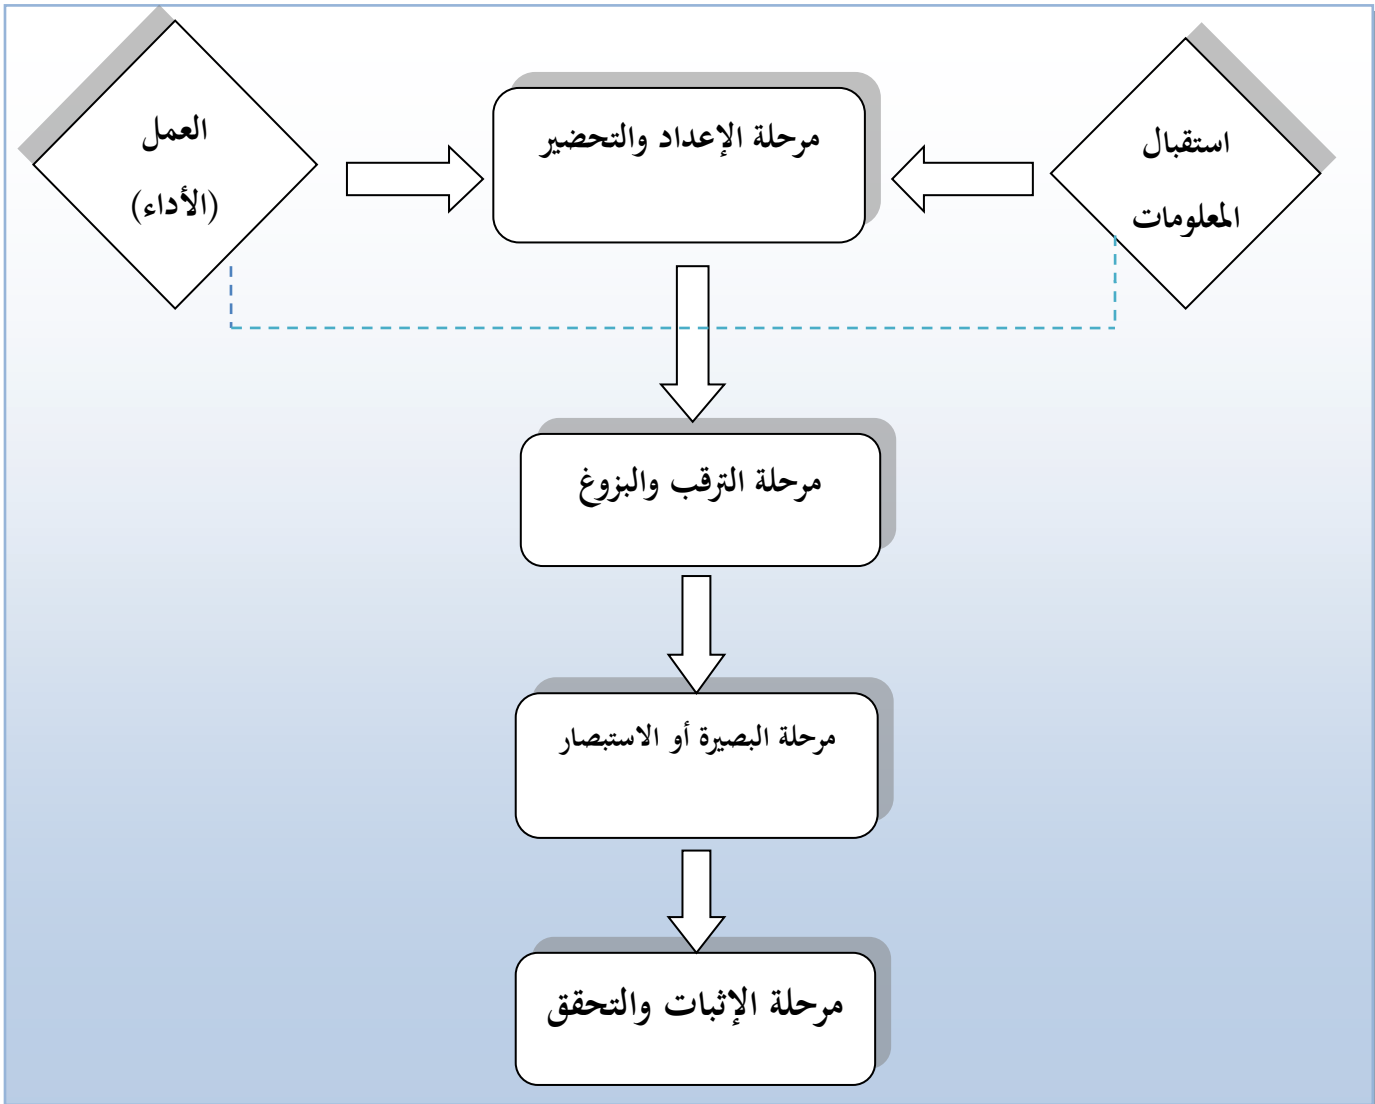 استقبال
المعلومات
مرحلة الإعداد والتحضير
العمل
(الأداء)
مرحلة الترقب والبزوغ
مرحلة البصيرة أو الاستبصار
مرحلة الإثبات والتحقق